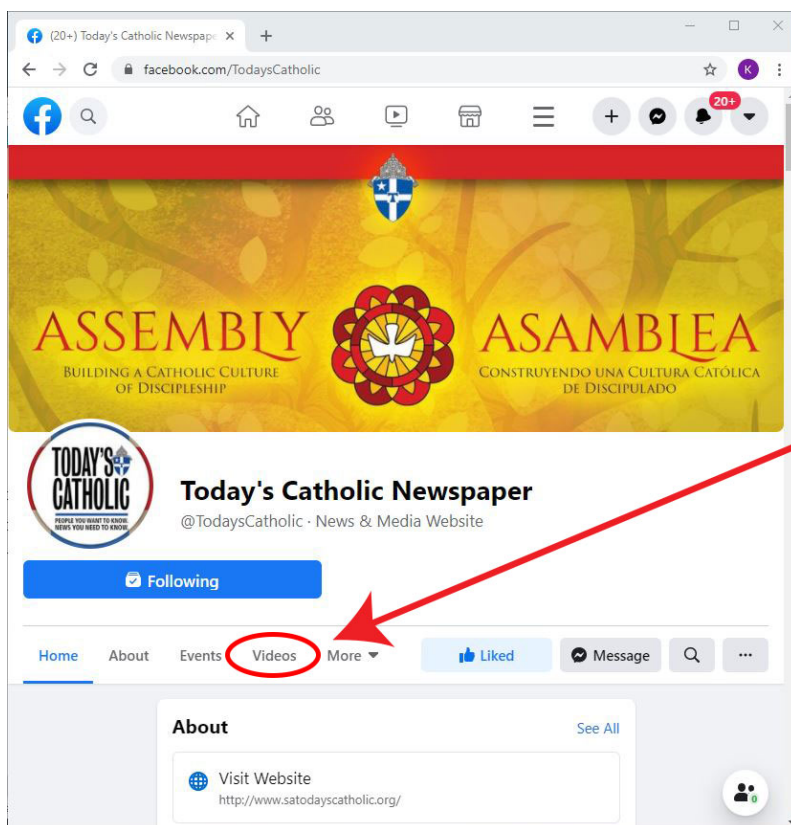 (20+) Today's Catholic Newspape
facebook.com/TodaysCatholic
K
20+
ASSEMBLY
BUILDING A CATHOLIC CULTURE
OF DISCIPLESHIP
ASAMBLEA
CONSTRUYENDO UNA CULTURA CATÓLICA
DE DISCIPULADO
TODAY'S
CATHOLIC
PEOPLE YOU WANT TO KNOW.
NEWS YOU NEED TO KNOW.
Today's Catholic Newspaper
@TodaysCatholic · News & Media Website
Following
Home About Events Videos More Liked Message
About See All
Visit Website
http://www.satodayscatholic.org/
0